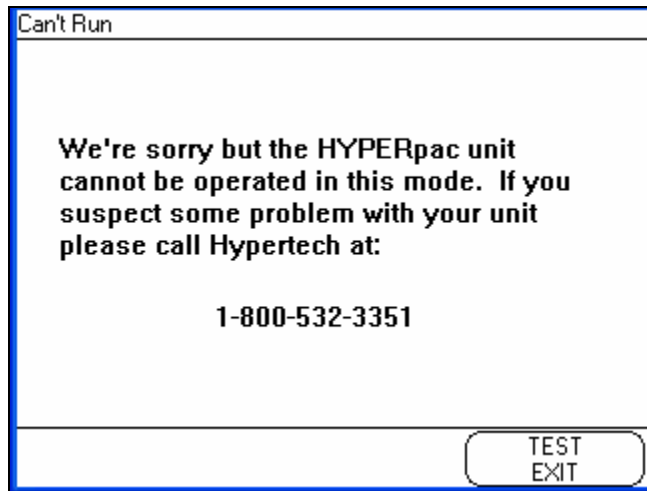 Can't Run
We're sorry but the HYPERpac unit
cannot be operated in this mode.  If you
suspect some problem with your unit
please call Hypertech at:
1-800-532-3351
TEST
EXIT